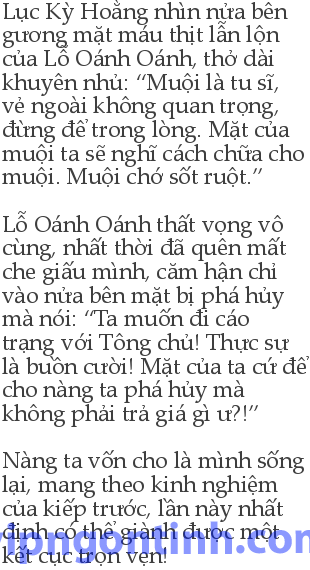 Lục Kỳ Hoằng nhìn nửa bên
gương mặt máu thịt lẫn lộn
của Lỗ Oánh Oánh, thở dài
khuyên nhủ: “Muội là tu sĩ,
vẻ ngoài không quan trọng,
đừng để trong lòng. Mặt của
muội ta sẽ nghĩ cách chữa cho
muội. Muội chớ sốt ruột.”
Lỗ Oánh Oánh thất vọng vô
cùng, nhất thời đã quên mất
che giấu mình, căm hận chỉ
vào nửa bên mặt bị phá hủy
mà nói: “Ta muốn đi cáo
trạng với Tông chủ! Thực sự
là buồn cười! Mặt của ta cứ để
cho nàng ta phá hủy mà
không phải trả giá gì ư?!”
Nàng ta vốn cho là mình sống
lại, mang theo kinh nghiệm
của kiếp trước, lần này nhất
định có thể giành được một
kết cục trọn vẹn!
vipngontinh.com